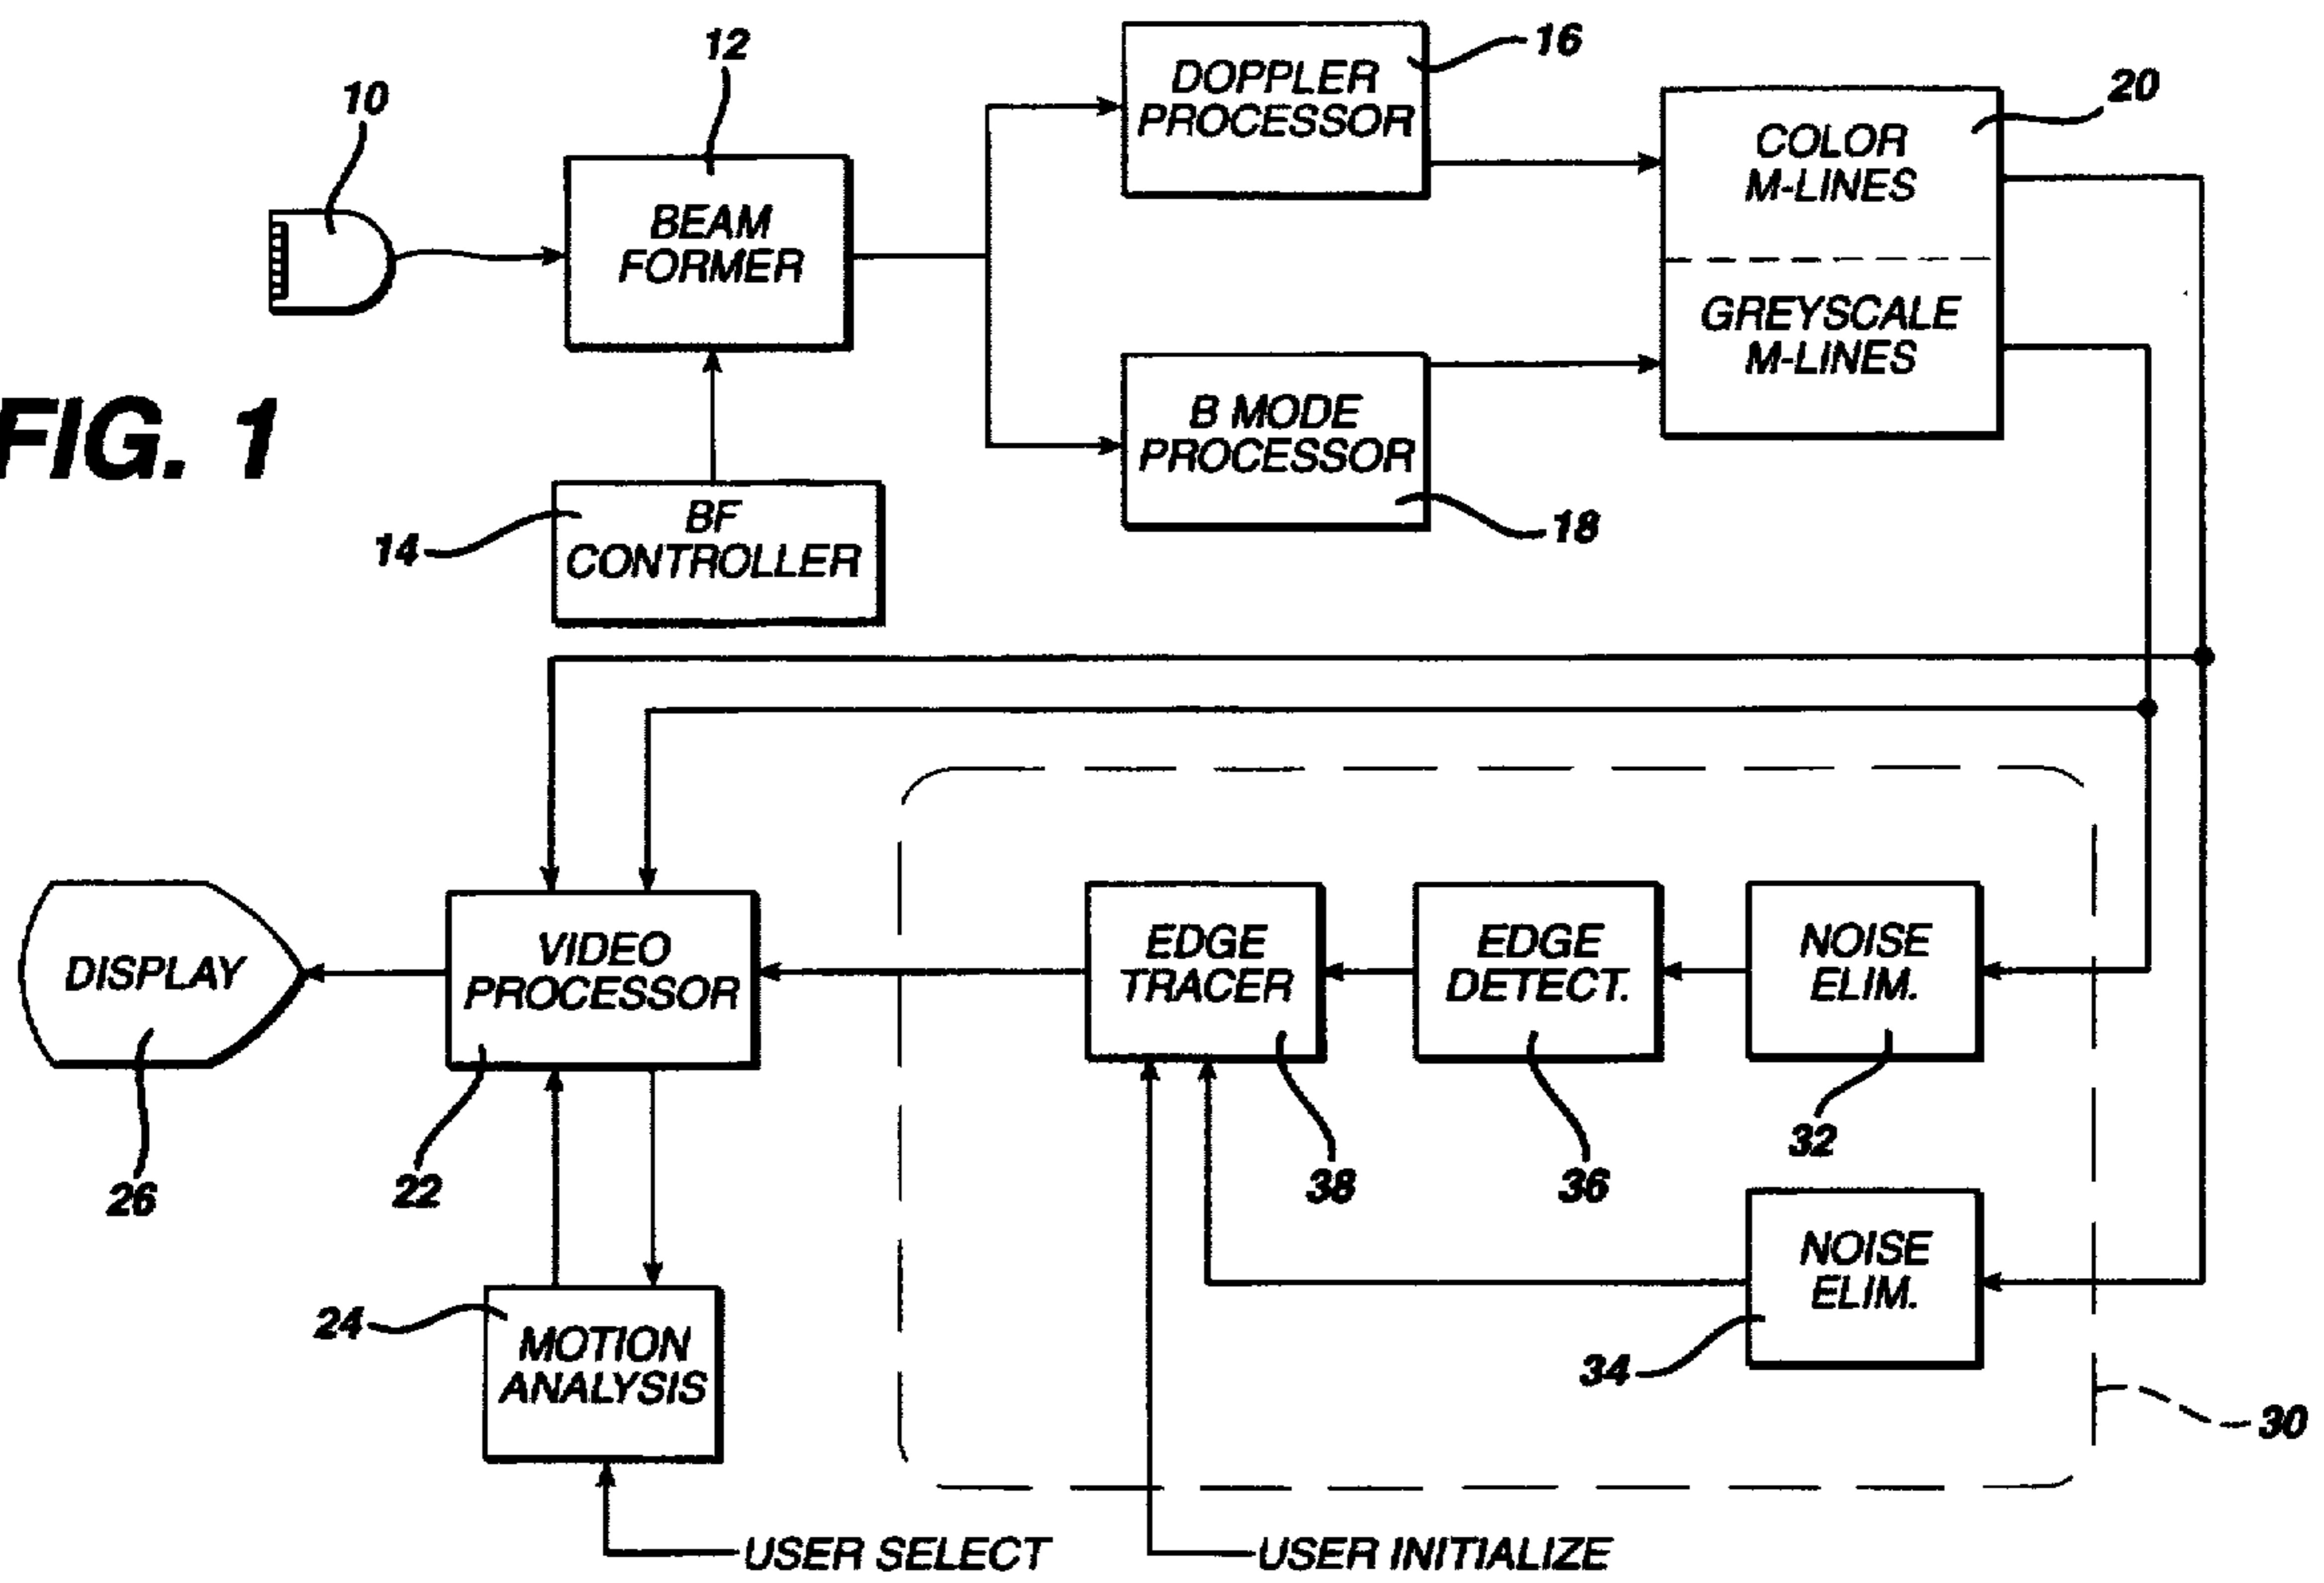 12
16
10
DOPPLER
PROCESSOR
20
COLOR
M-LINES
BEAM
FORMER
GREYSCALE
M-LINES
FIG. 1
B MODE
PROCESSOR
BF
CONTROLLER
14
18
DISPLAY
VIDEO
PROCESSOR
EDGE
TRACER
EDGE
DETECT.
NOISE
ELIM.
32
26
22
38
36
NOISE
ELIM.
24
MOTION
ANALYSIS
34
30
USER SELECT
USER INITIALIZE